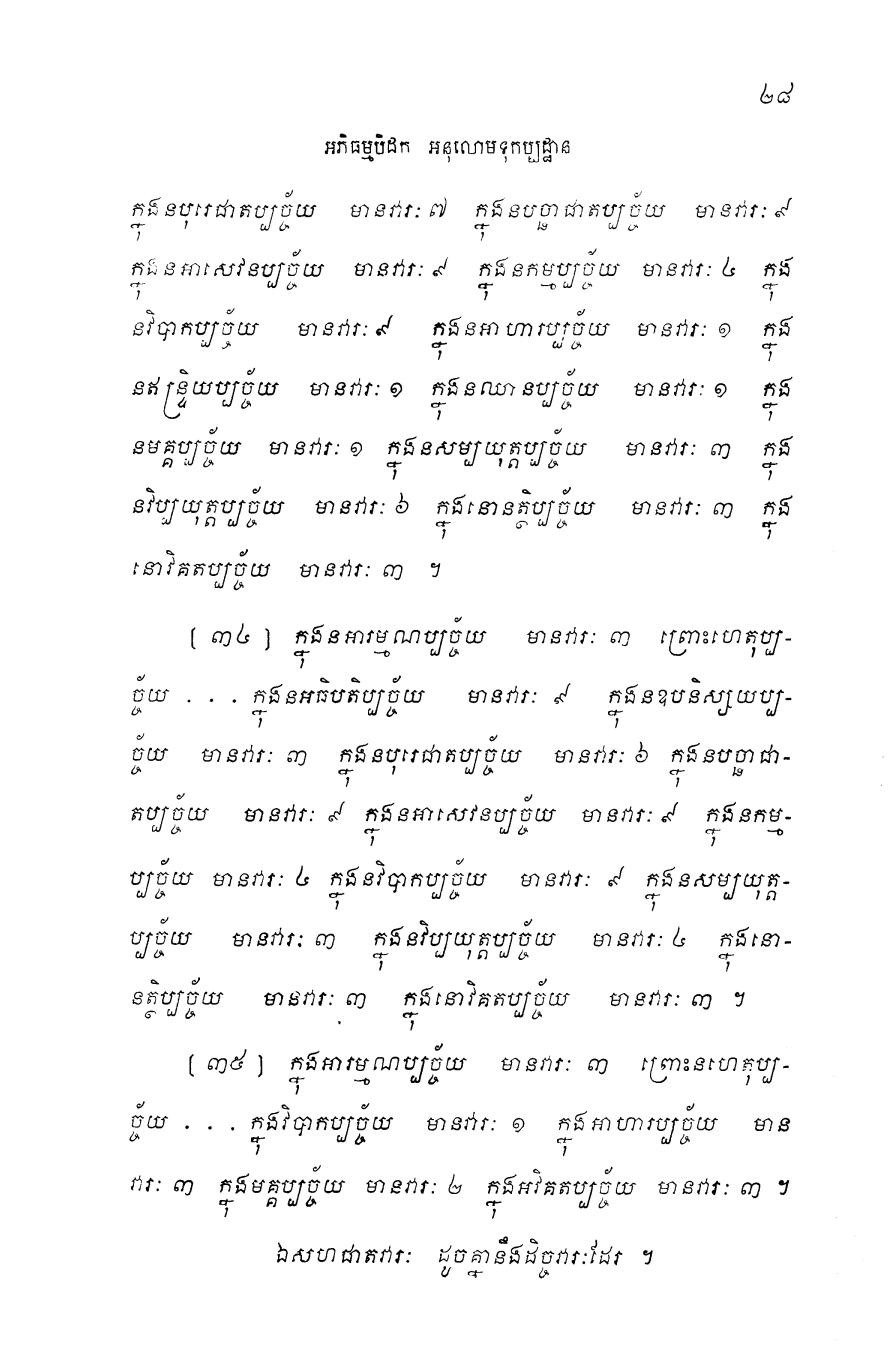 ២៨
អភិធម្មបិដក អនុលោមទុកប្បដ្ឋាន
ក្នុងនបុរេជាតប្បច្ច័យ មានវារៈ ៧ ក្នុងនបច្ឆាជាតប្បច្ច័យ មានវារៈ ៩
ក្នុងនអាសេវនប្បច្ច័យ មានវារៈ ៩ ក្នុងនកម្មប្បច្ច័យ មានវារៈ ៤ ក្នុង
នវិបាកប្បច្ច័យ មានវារៈ ៩ ក្នុងនអាហារប្បច្ច័យ មានវារៈ ១ ក្នុង
នឥន្ទ្រិយប្បច្ច័យ មានវារៈ ១ ក្នុងនឈានប្បច្ច័យ មានវារៈ ១ ក្នុង
នមគ្គប្បច្ច័យ មានវារៈ ១ ក្នុងនសម្បយុត្តប្បច្ច័យ មានវារៈ ៣ ក្នុង
នវិប្បយុត្តប្បច្ច័យ មានវារៈ ៦ ក្នុងនោនត្ថិប្បច្ច័យ មានវារៈ ៣ ក្នុង
នោវិគតប្បច្ច័យ មានវារៈ ៣ ។
[ ៣៤ ] ក្នុងនអារម្មណប្បច្ច័យ មានវារៈ ៣ ព្រោះហេតុប្ប-
ច្ច័យ . . . ក្នុងនអធិបតិប្បច្ច័យ មានវារៈ ៩ ក្នុងនឧបនិស្សយប្ប-
ច្ច័យ មានវារៈ ៣ ក្នុងនបុរេជាតប្បច្ច័យ មានវារៈ ៦ ក្នុងនបច្ឆាជា-
តប្បច្ច័យ មានវារៈ ៩ ក្នុងនអាសេវនប្បច្ច័យ មានវារៈ ៩ ក្នុងនកម្ម-
ប្បច្ច័យ មានវារៈ ៤ ក្នុងនវិបាកប្បច្ច័យ មានវារៈ ៩ ក្នុងនសម្បយុត្ត-
ប្បច្ច័យ មានវារៈ ៣ ក្នុងនវិប្បយុត្តប្បច្ច័យ មានវារៈ ៤ ក្នុងនោ-
នត្ថិប្បច្ច័យ មានវារៈ ៣ ក្នុងនោវិគតប្បច្ច័យ មានវារៈ ៣ ។
[ ៣៥ ] ក្នុងអារម្មណប្បច្ច័យ មានវារៈ ៣ ព្រោះនហេតុប្ប-
ច្ច័យ . . . ក្នុងវិបាកប្បច្ច័យ មានវារៈ ១ ក្នុងអាហារប្បច្ច័យ មាន
វារៈ ៣ ក្នុងមគ្គប្បច្ច័យ មានវារៈ ២ ក្នុងអវិគតប្បច្ច័យ មានវារៈ ៣ ។
ឯសហជាតវារៈ ដូចគ្នានឹងបដិច្ចវារៈដែរ ។